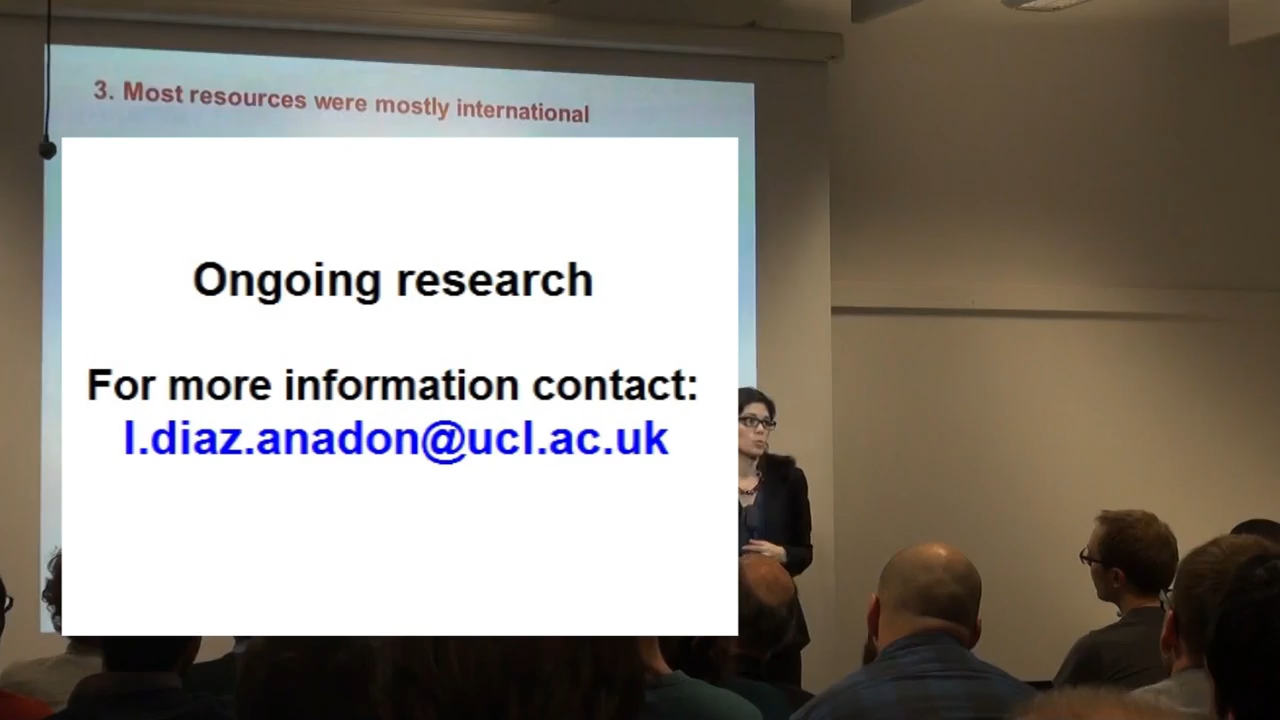 3. Most resources were mostly international
Ongoing research
For more information contact:
l.diaz.anadon@ucl.ac.uk